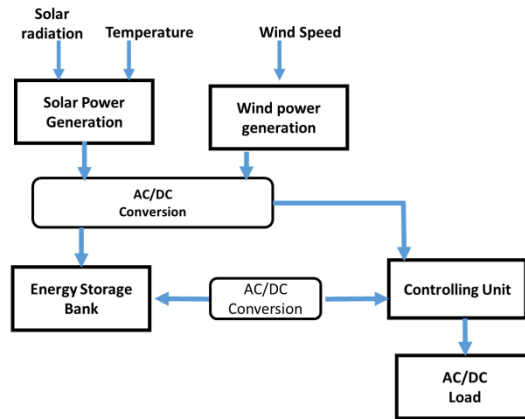 Solar
radiation
Temperature
Wind Speed
Solar Power
Generation
Wind power
generation
AC/DC
Conversion
Energy Storage
Bank
AC/DC
Conversion
Controlling Unit
AC/DC
Load